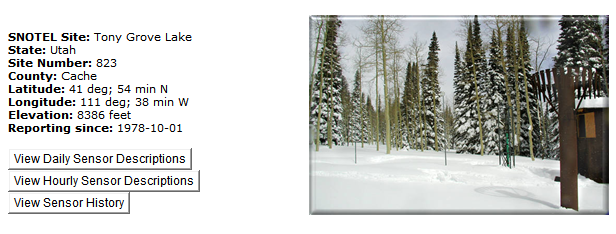 SNOTEL Site: Tony Grove Lake
State: Utah
Site Number: 823
County: Cache
Latitude: 41 deg; 54 min N
Longitude: 111 deg; 38 min W
Elevation: 8386 feet
Reporting since: 1978-10-01
View Daily Sensor Descriptions
View Hourly Sensor Descriptions
View Sensor History